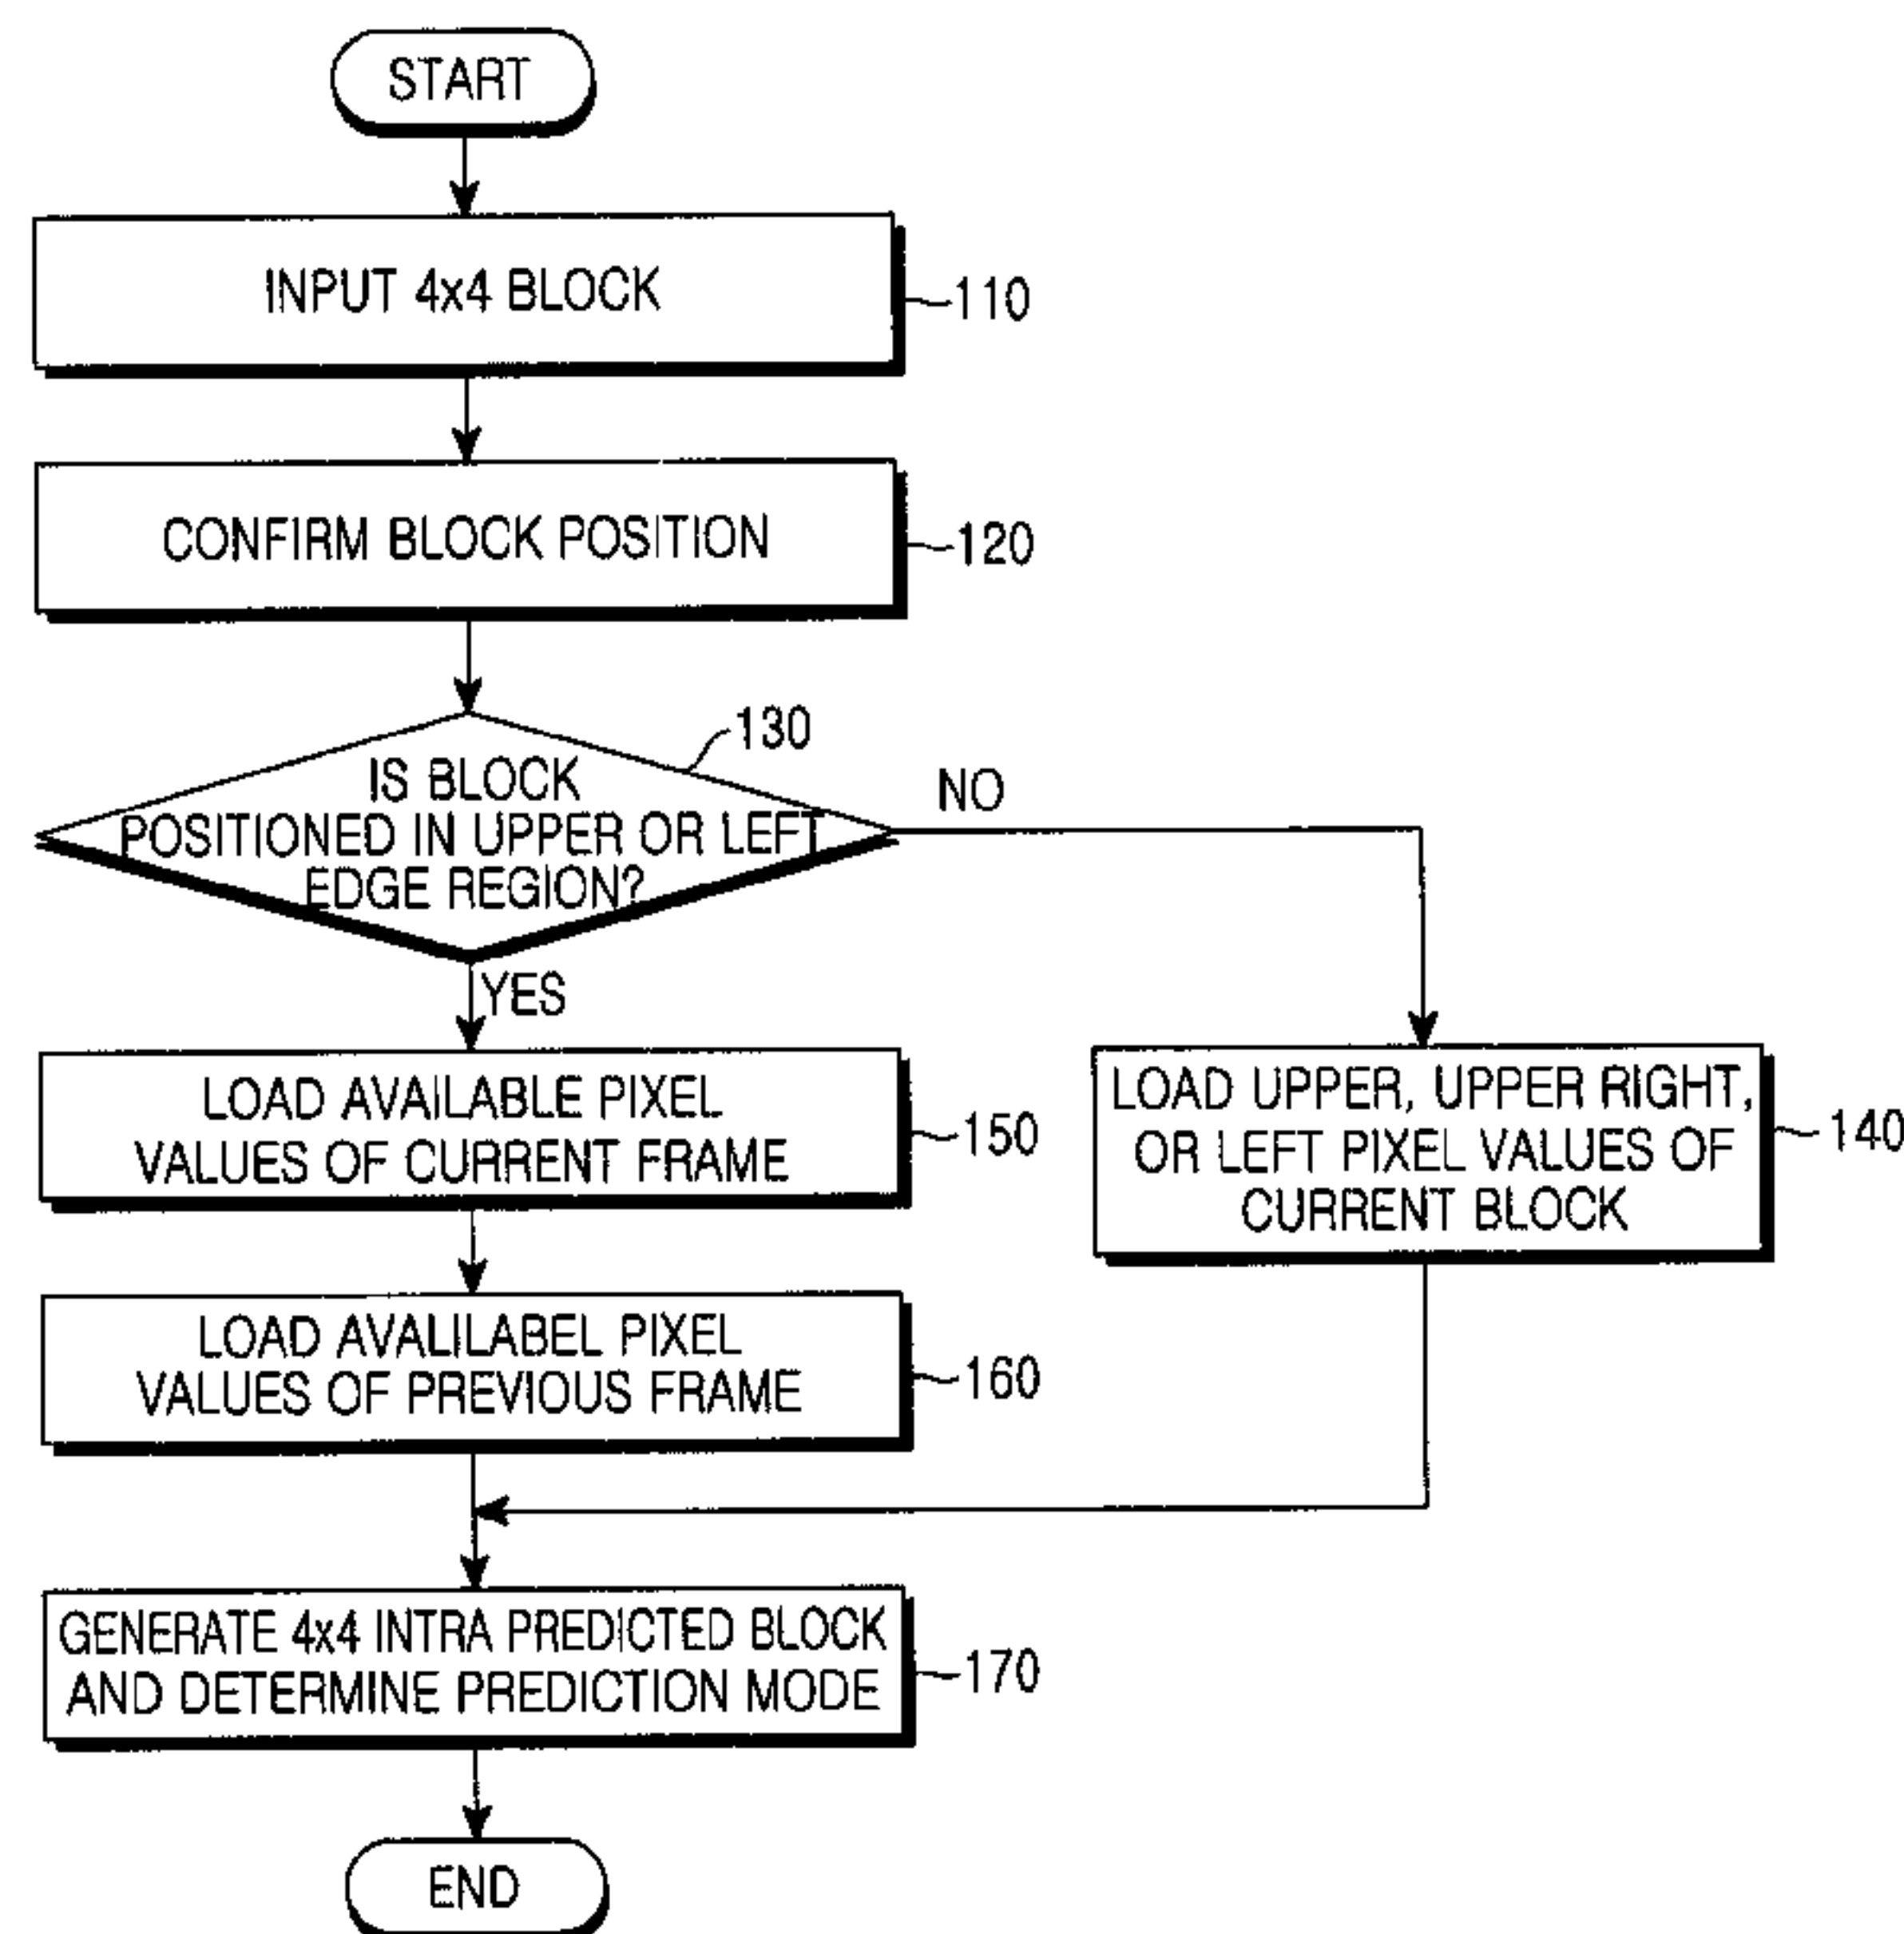 START
INPUT 4x4 BLOCK
110
CONFIRM BLOCK POSITION
120
130
IS BLOCK
POSITIONED IN UPPER OR LEFT
EDGE REGION?
NO
YES
LOAD AVAILABLE PIXEL
VALUES OF CURRENT FRAME
150
LOAD UPPER, UPPER RIGHT,
OR LEFT PIXEL VALUES OF
CURRENT BLOCK
140
LOAD AVALILABEL PIXEL
VALUES OF PREVIOUS FRAME
160
GENERATE 4x4 INTRA PREDICTED BLOCK
AND DETERMINE PREDICTION MODE
170
END